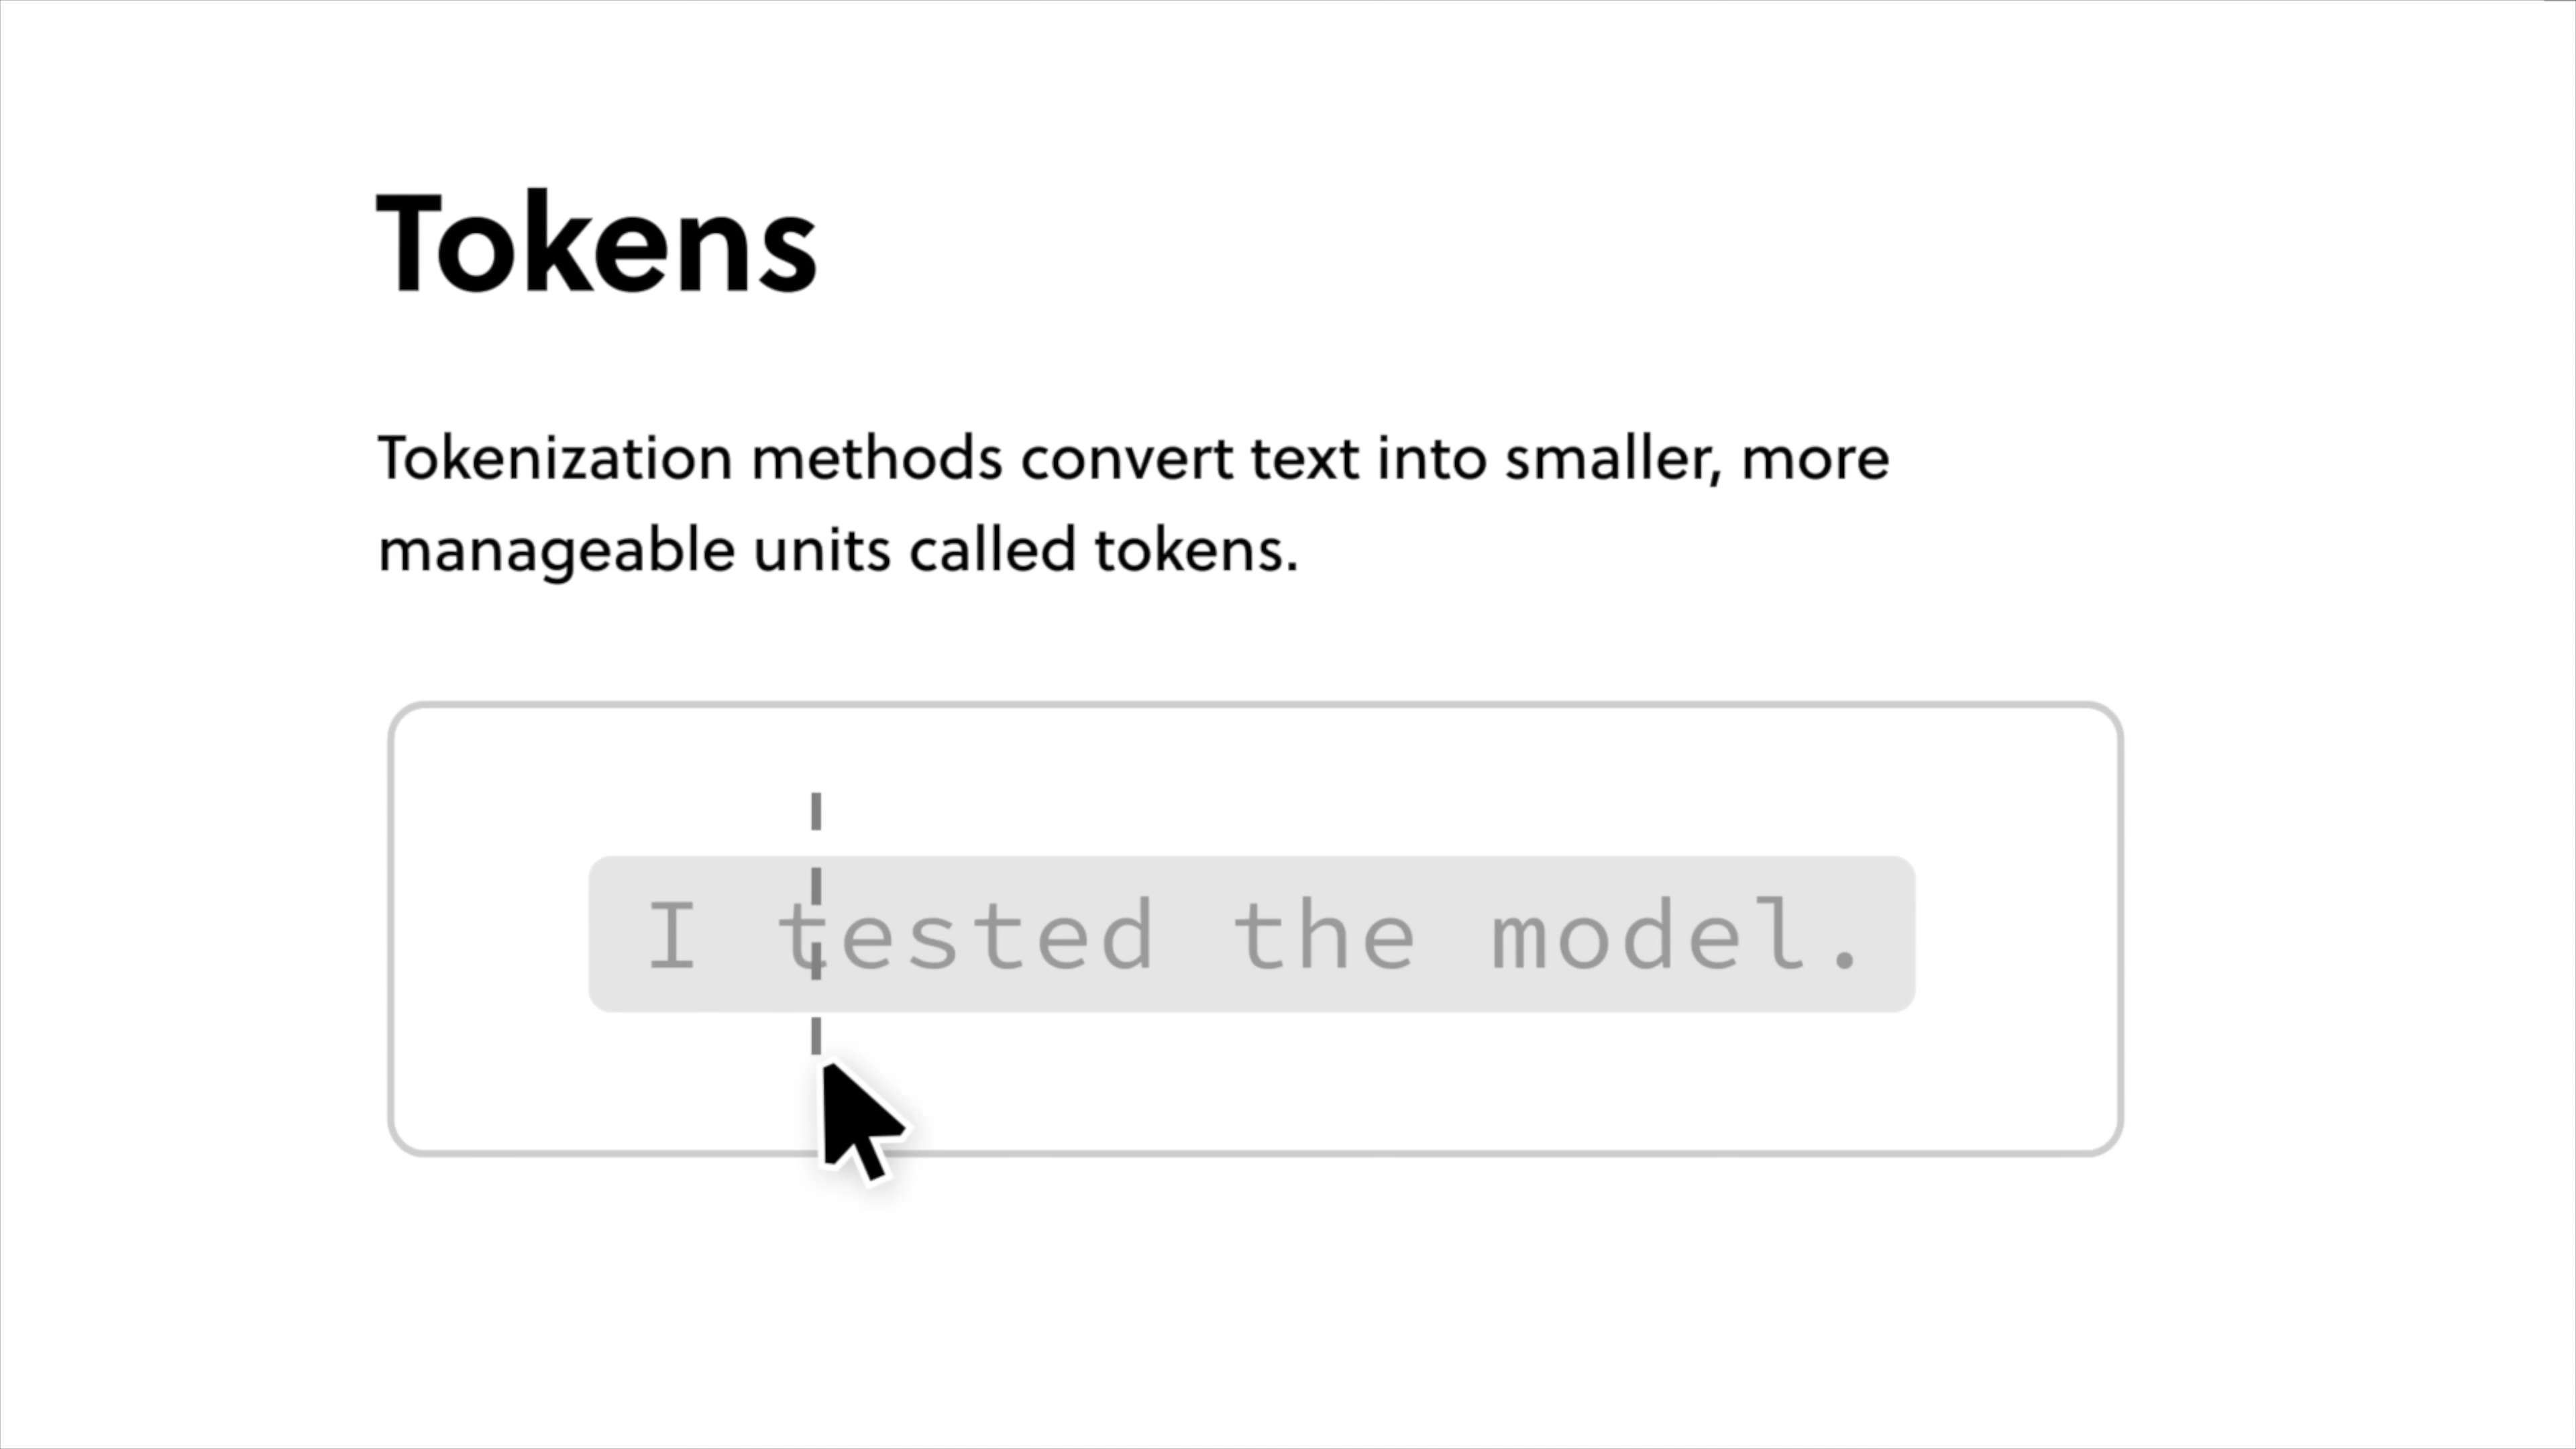 Tokens
Tokenization methods convert text into smaller, more
manageable units called tokens.
I tested the model.